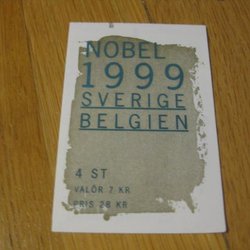 NOBEL
1999
SVERIGE
BELGIEN
4 ST
VALÖR 7 KR
PRIS 28 KR